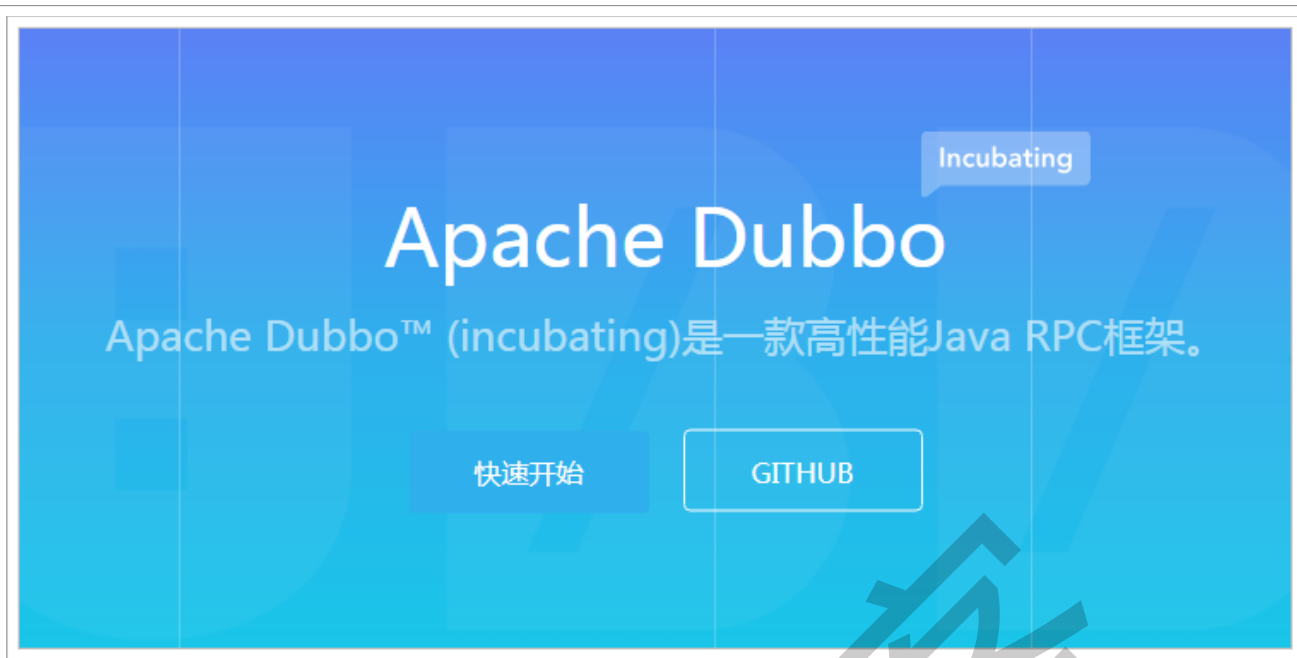 Incubating
Apache Dubbo
Apache Dubbo™ (incubating)是一款高性能Java RPC框架。
快速开始
GITHUB